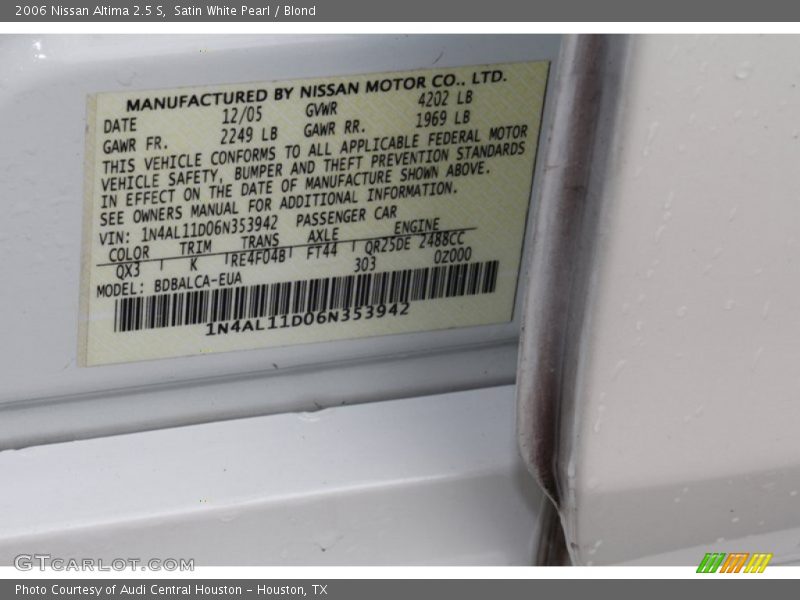 2006 Nissan Altima 2.5 S,  Satin White Pearl / Blond
MANUFACTURED BY NISSAN MOTOR CO., LTD.
DATE 12/05 GVWR 4202 LB
GAWR FR. 2249 LB GAWR RR. 1969 LB
THIS VEHICLE CONFORMS TO ALL APPLICABLE FEDERAL MOTOR
VEHICLE SAFETY, BUMPER AND THEFT PREVENTION STANDARDS
IN EFFECT ON THE DATE OF MANUFACTURE SHOWN ABOVE.
SEE OWNERS MANUAL FOR ADDITIONAL INFORMATION.
VIN: 1N4AL11D06N353942 PASSENGER CAR
COLOR TRIM TRANS AXLE ENGINE
QX3 K RE4F04B FT44 QR25DE 2488CC
MODEL: BDBALCA-EUA 303 0Z000
1N4AL11D06N353942
GTCARLOT.COM
Photo Courtesy of Audi Central Houston - Houston, TX